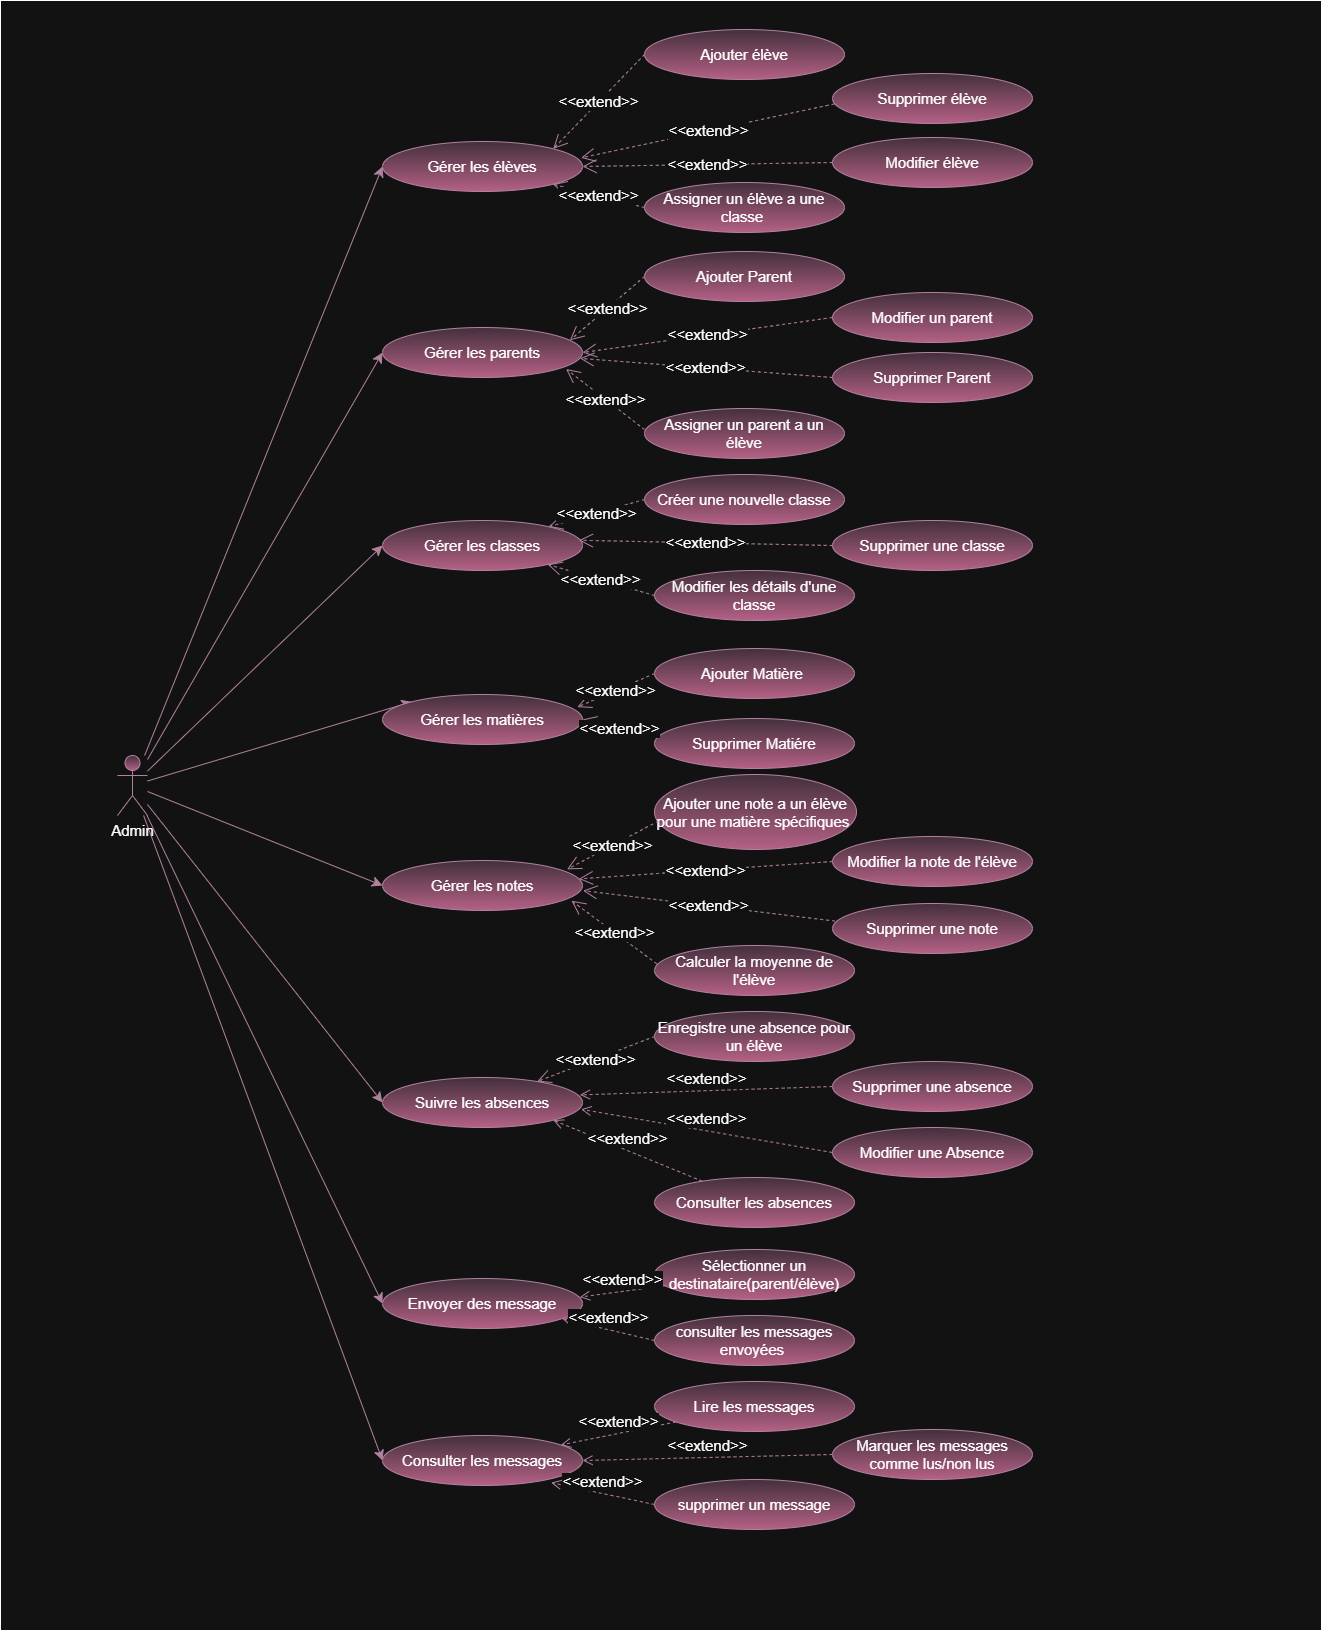 Ajouter élève
<<extend>>
Supprimer élève
<<extend>>
Gérer les élèves
<<extend>>
Modifier élève
<<extend>>
Assigner un élève a une
classe
Ajouter Parent
<<extend>>
Modifier un parent
<<extend>>
Gérer les parents
<<extend>>
Supprimer Parent
<<extend>>
Assigner un parent a un
élève
Créer une nouvelle classe
<<extend>>
Gérer les classes
<<extend>>
Supprimer une classe
<<extend>>
Modifier les détails d'une
classe
Ajouter Matière
<<extend>>
Gérer les matières
<<extend>>
Supprimer Matiére
Admin
Ajouter une note a un élève
pour une matière spécifiques
<<extend>>
Modifier la note de l'élève
<<extend>>
Gérer les notes
<<extend>>
Supprimer une note
<<extend>>
Calculer la moyenne de
l'élève
Enregistre une absence pour
un élève
<<extend>>
<<extend>>
Supprimer une absence
Suivre les absences
<<extend>>
Modifier une Absence
<<extend>>
Consulter les absences
Sélectionner un
destinataire(parent/élève)
<<extend>>
Envoyer des message
<<extend>>
consulter les messages
envoyées
Lire les messages
<<extend>>
<<extend>>
Marquer les messages
comme lus/non lus
Consulter les messages
<<extend>>
supprimer un message